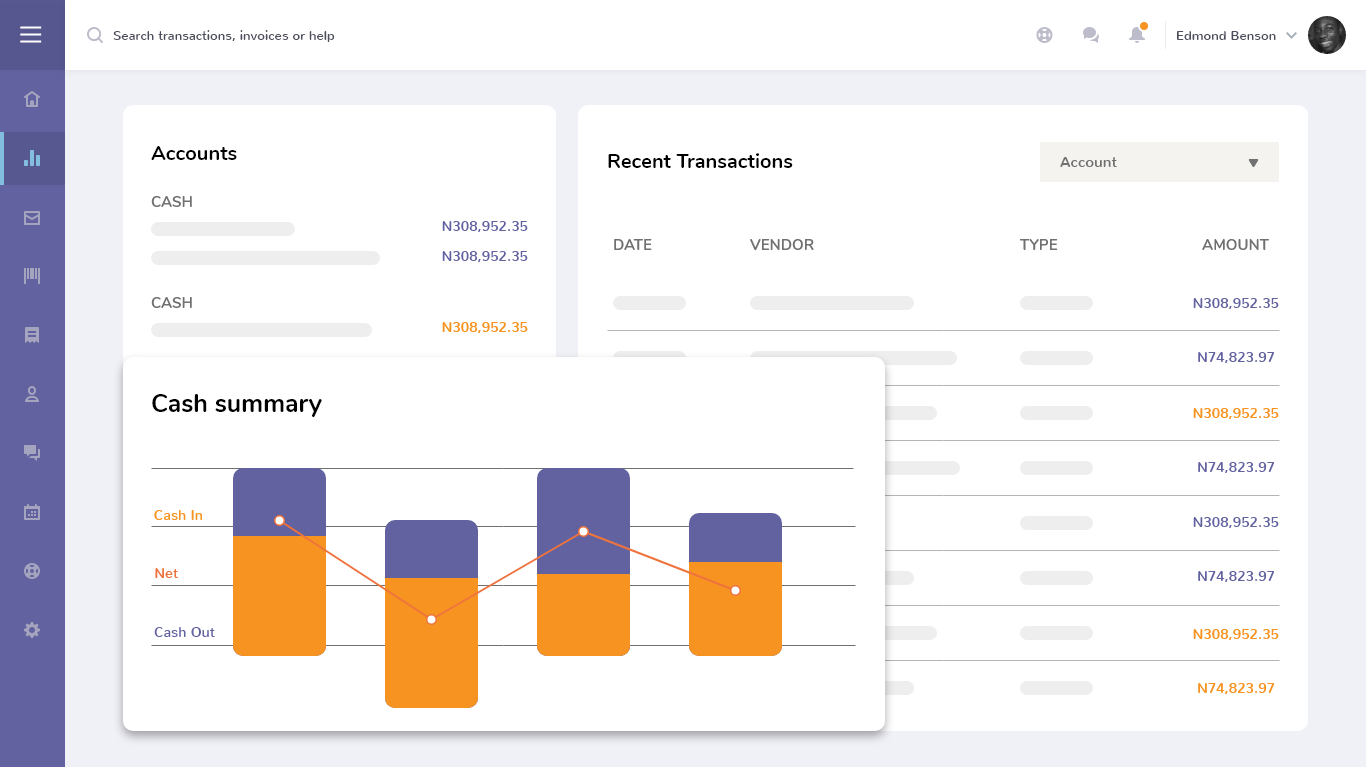 Search transactions, invoices or help
Edmond Benson
Accounts
CASH
N308,952.35
N308,952.35
CASH
N308,952.35
Recent Transactions
Account
DATE VENDOR TYPE AMOUNT
N308,952.35
N74,823.97
N308,952.35
N74,823.97
N308,952.35
N74,823.97
N308,952.35
N74,823.97
Cash summary
Cash In
Net
Cash Out